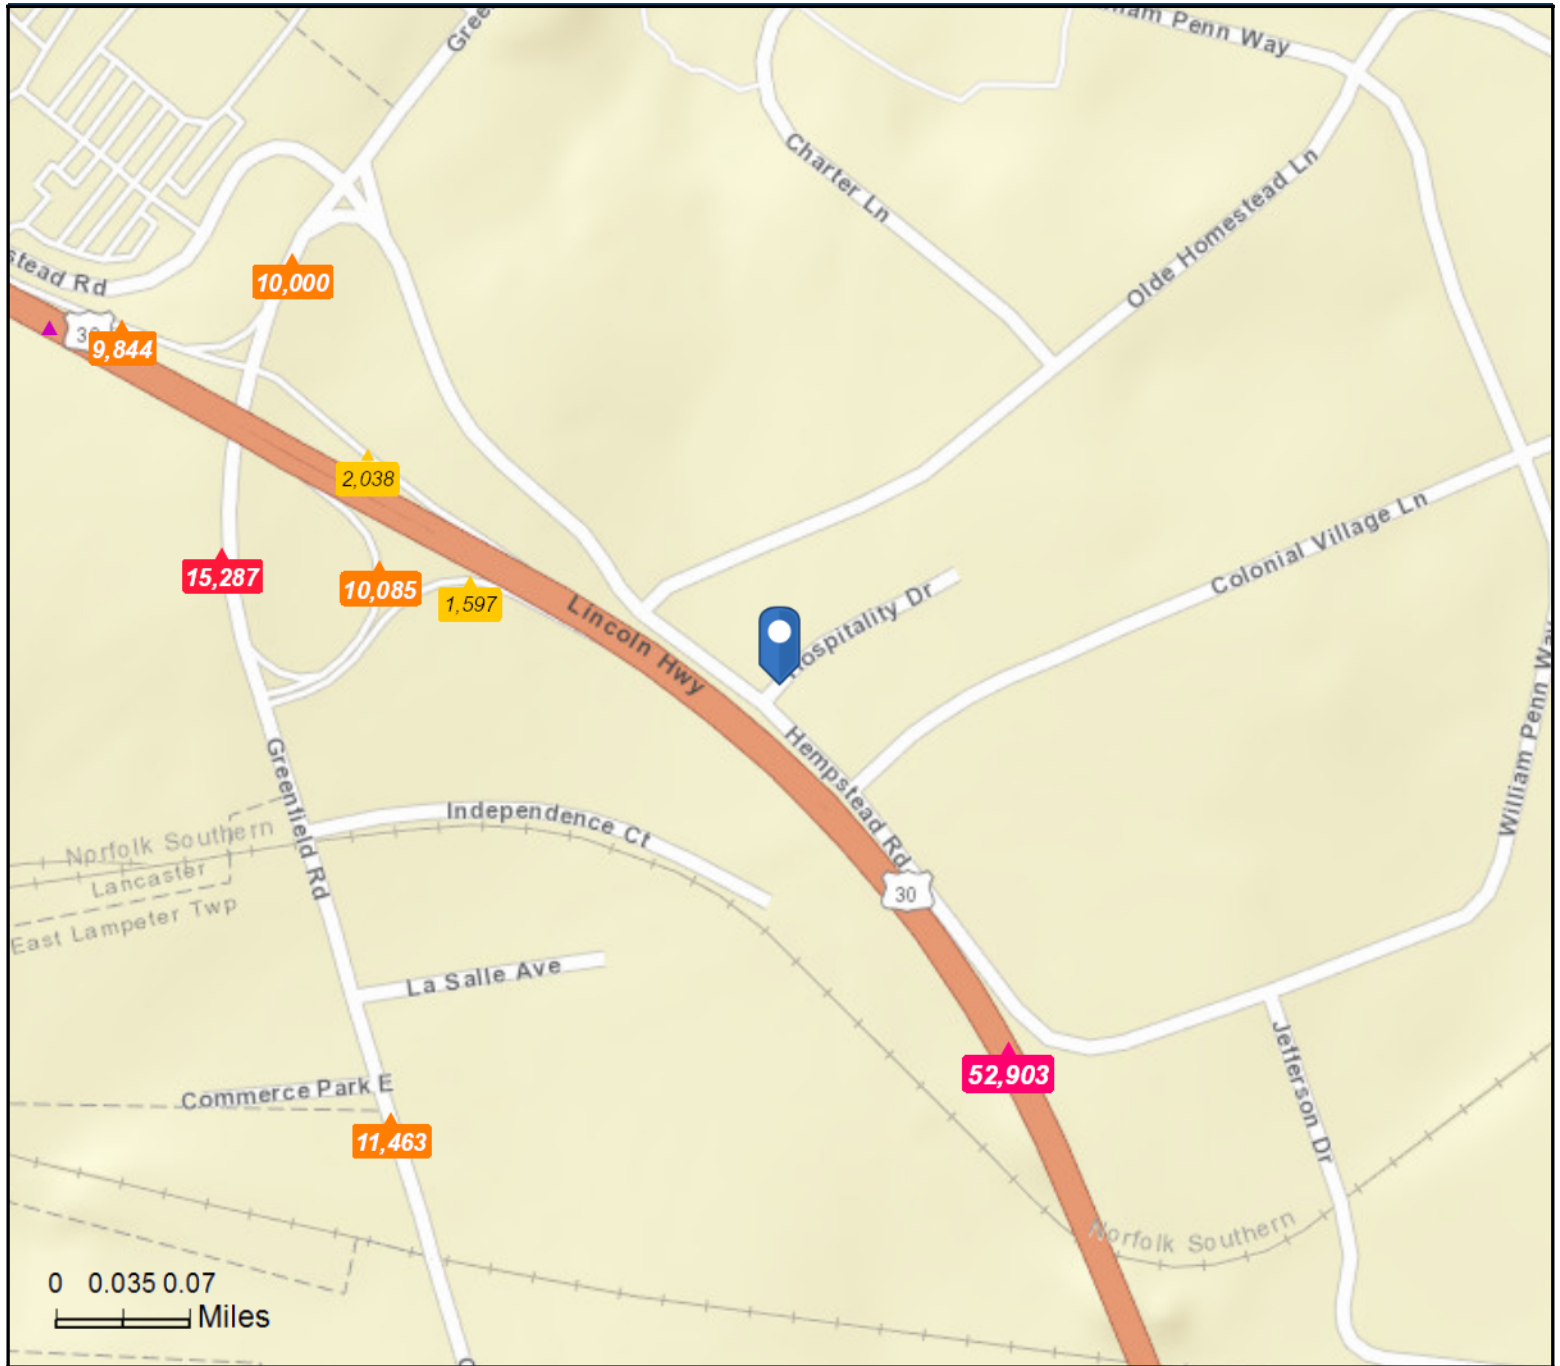 Gree
liam Penn Way
Charter Ln
Olde Homestead Ln
stead Rd
10,000
30
9,844
2,038
Colonial Village Ln
15,287
10,085
1,597
Lincoln Hwy
Hospitality Dr
William Penn Way
Hempstead Rd
Greenfield Rd
Independence Ct
Norfolk Southern
Lancaster
East Lampeter Twp
30
La Salle Ave
52,903
Jefferson Dr
Commerce Park E
11,463
Norfolk Southern
0 0.035 0.07
Miles